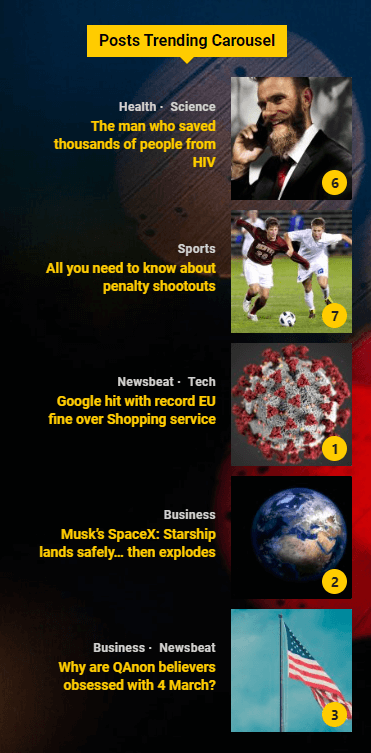 Posts Trending Carousel
Health · Science
The man who saved
thousands of people from
HIV
6
Sports
All you need to know about
penalty shootouts
7
Newsbeat · Tech
Google hit with record EU
fine over Shopping service
1
Business
Musk's SpaceX: Starship
lands safely… then explodes
2
Business · Newsbeat
Why are QAnon believers
obsessed with 4 March?
3